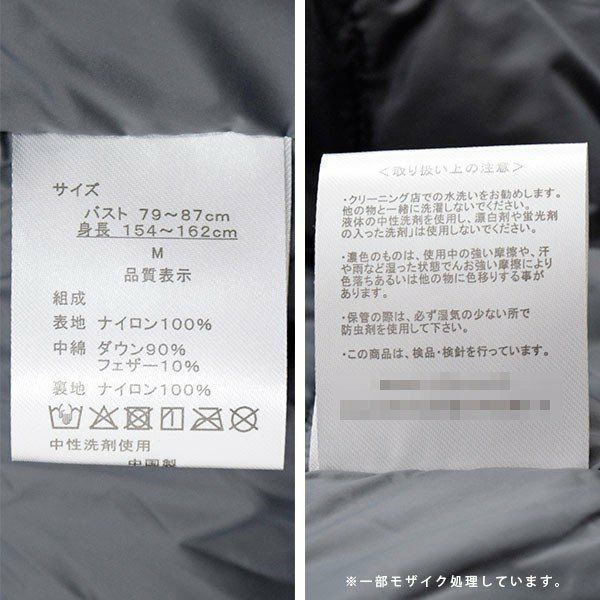 サイズ
バスト 79～87cm
身長 154～162cm
M
品質表示
組成
表地 ナイロン100%
中綿 ダウン90%
フェザー10%
裏地 ナイロン100%
中性洗剤使用
中国製
＜取り扱い上の注意＞
・クリーニング店での水洗いをお勧めします。
他の物と一緒に洗濯しないでください。
液体の中性洗剤を使用し、漂白剤や蛍光剤
の入った洗剤」は使用しないでください。
・濃色のものは、使用中の強い摩擦や、汗
や雨など湿った状態でんお強い摩擦により
色落ちあるいは他の物に色移りする事が
あります。
・保管の際は、必ず湿気の少ない所で
防虫剤を使用して下さい。
・この商品は、検品・検針を行っています。
※一部モザイク処理しています。